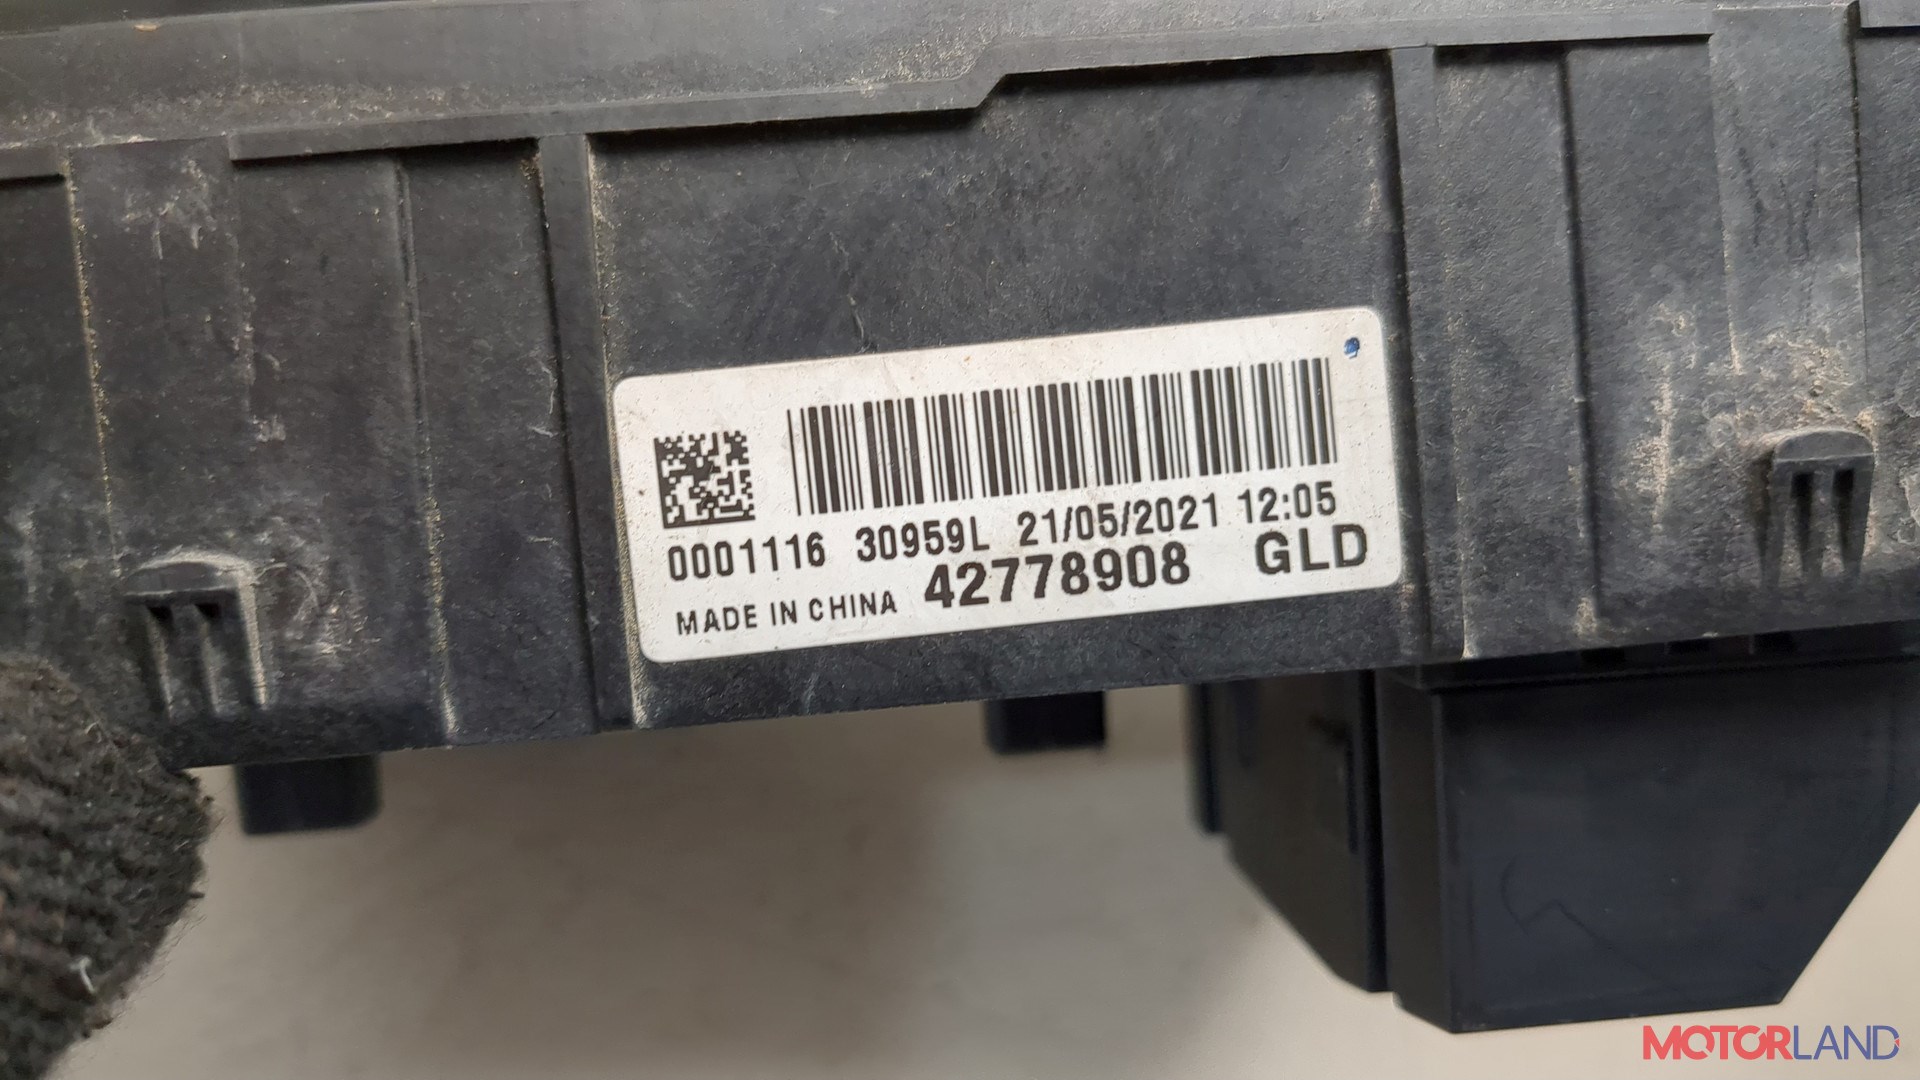 0001116 30959L 21/05/2021 12:05
MADE IN CHINA 42778908 GLD
MOTORLAND